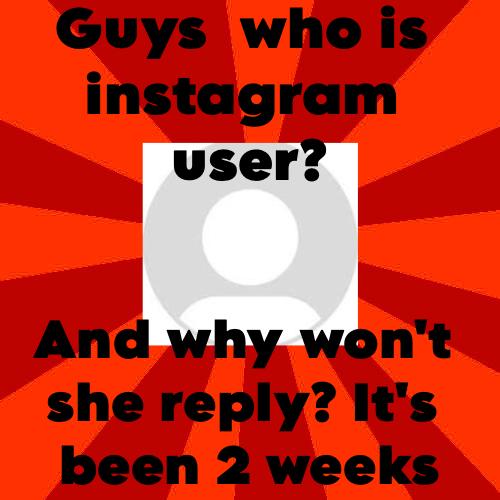 Guys who is
instagram
user?
And why won't
she reply? It's
been 2 weeks